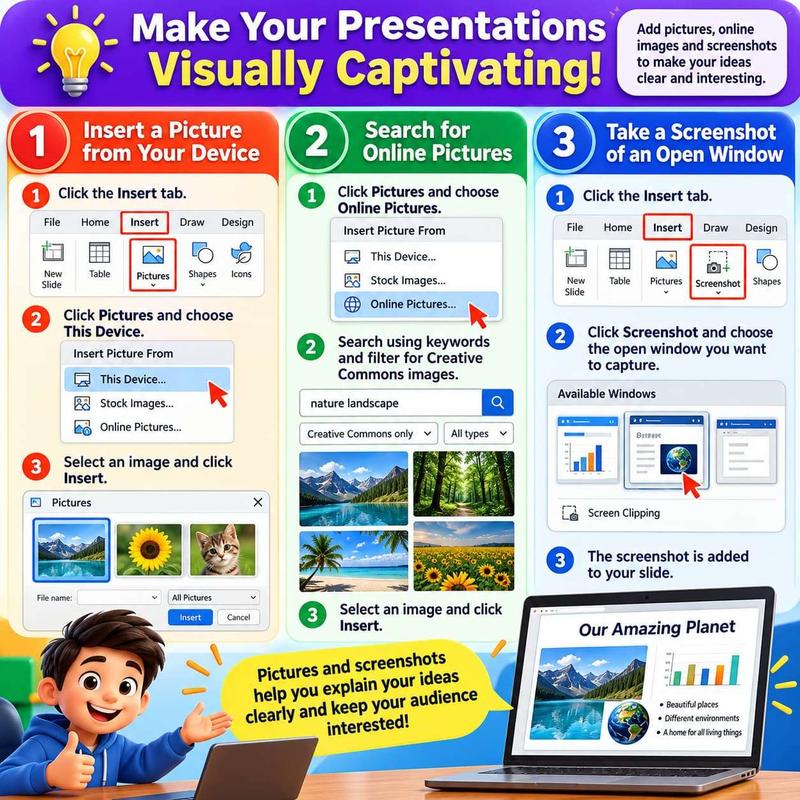 Make Your Presentations
Visually Captivating!
Add pictures, online
images and screenshots
to make your ideas
clear and interesting.
1
Insert a Picture
from Your Device
1
Click the Insert tab.
File Home Insert Draw Design
New
Slide
Table
Pictures
Shapes
Icons
2
Click Pictures and choose
This Device.
Insert Picture From
This Device...
Stock Images...
Online Pictures...
3
Select an image and click
Insert.
Pictures
File name:
All Pictures
Insert
Cancel
2
Search for
Online Pictures
1
Click Pictures and choose
Online Pictures.
Insert Picture From
This Device...
Stock Images...
Online Pictures...
2
Search using keywords
and filter for Creative
Commons images.
nature landscape
Creative Commons only
All types
3
Select an image and click
Insert.
3
Take a Screenshot
of an Open Window
1
Click the Insert tab.
File Home Insert Draw Design
New
Slide
Table
Pictures
Screenshot
Shapes
2
Click Screenshot and choose
the open window you want
to capture.
Available Windows
Screen Clipping
3
The screenshot is added
to your slide.
Pictures and screenshots
help you explain your ideas
clearly and keep your audience
interested!
Our Amazing Planet
• Beautiful places
• Different environments
• A home for all living things